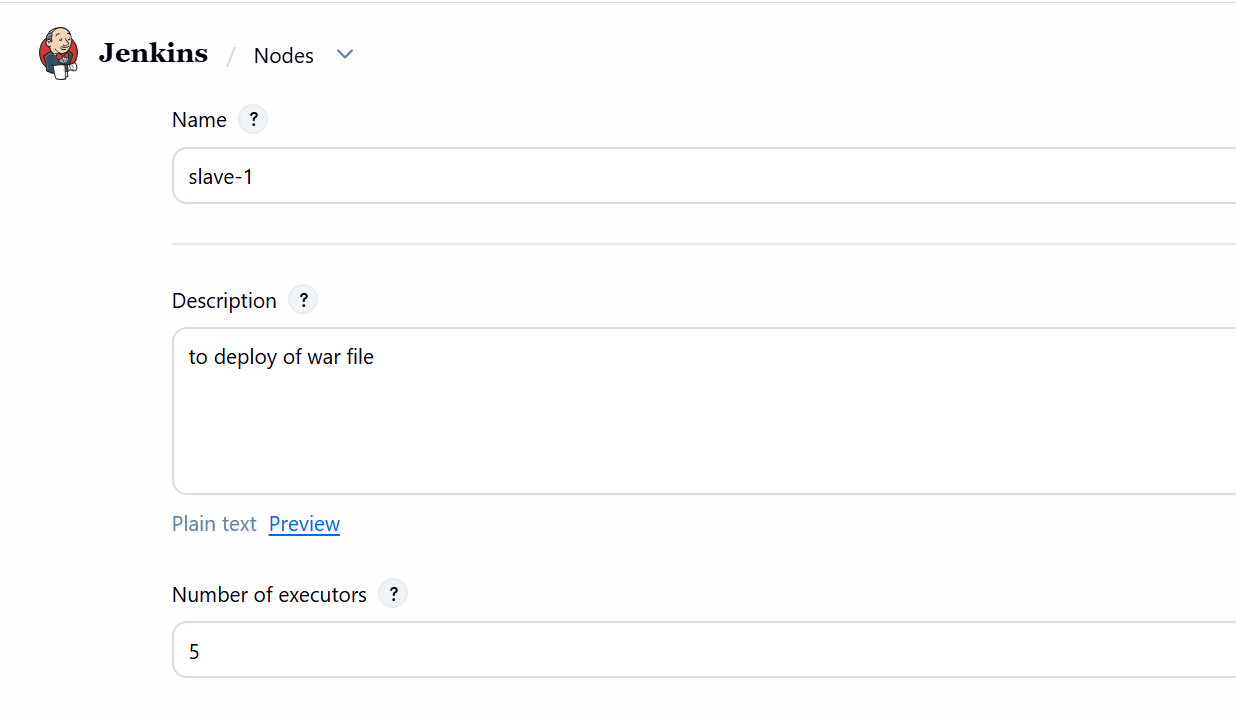 Jenkins / Nodes
Name ?
slave-1
Description ?
to deploy of war file
Plain text Preview
Number of executors ?
5